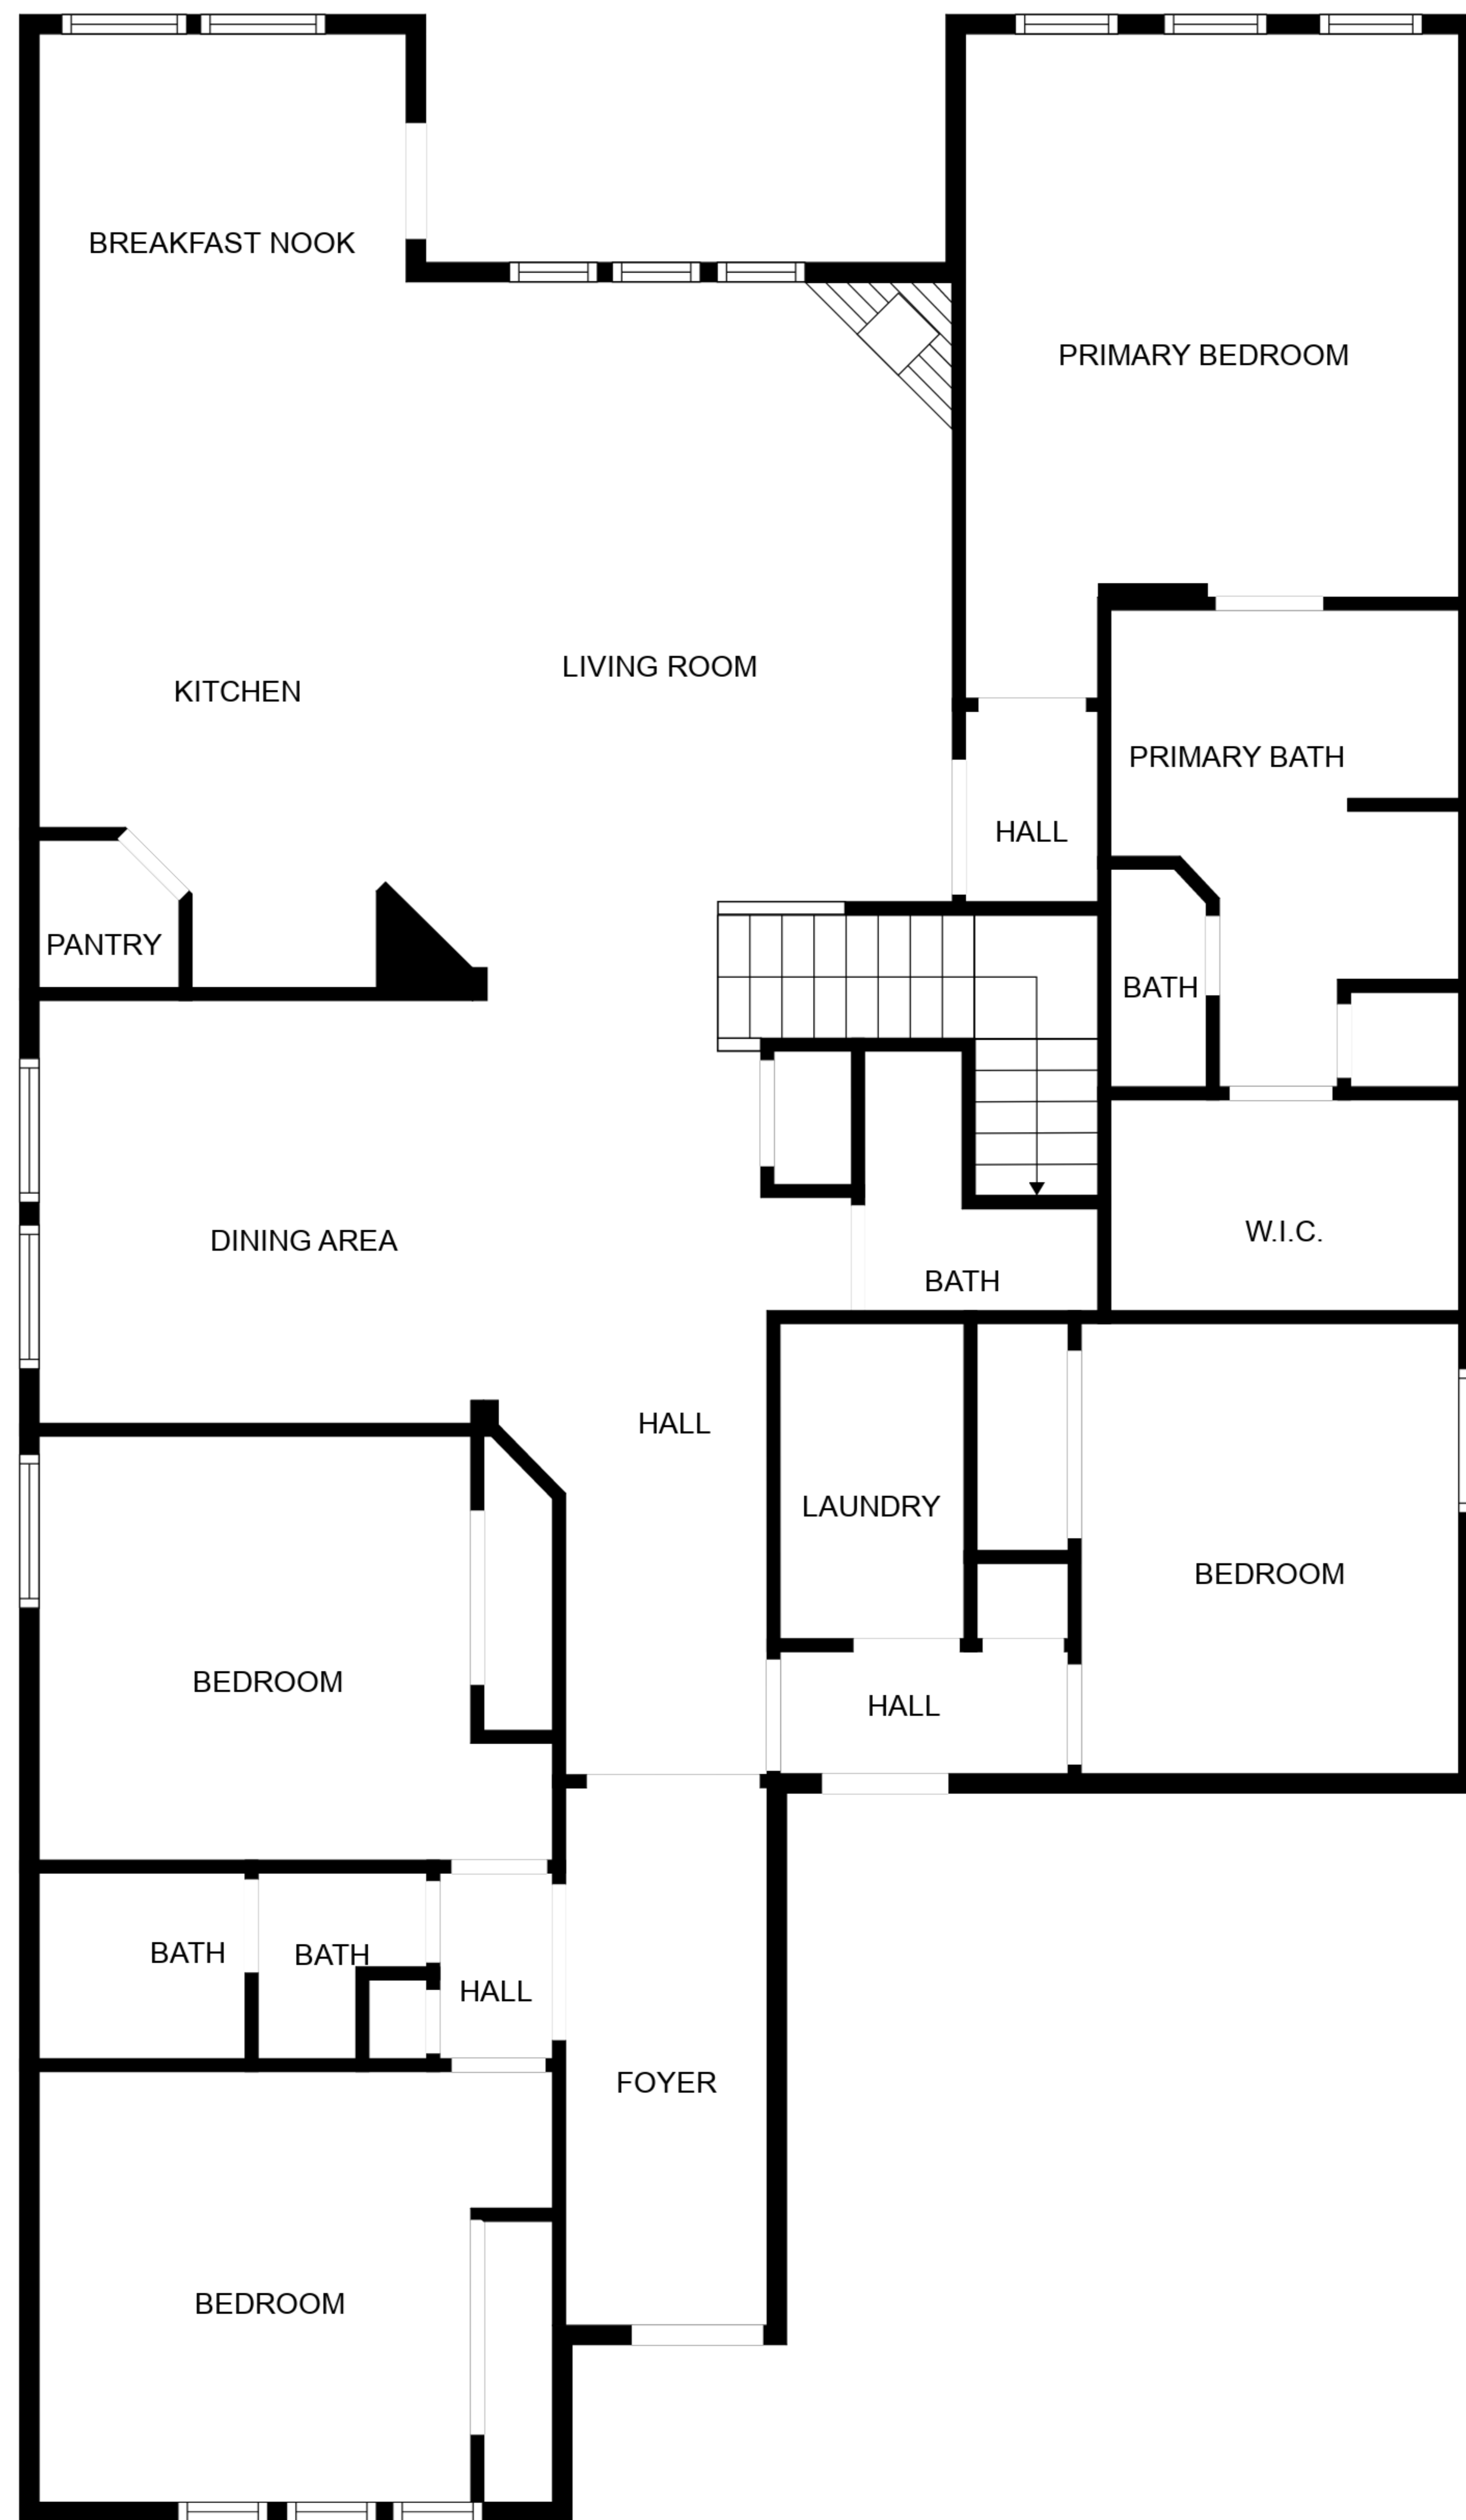 BREAKFAST NOOK
PRIMARY BEDROOM
LIVING ROOM
KITCHEN
PRIMARY BATH
HALL
PANTRY
BATH
W.I.C.
DINING AREA
BATH
HALL
LAUNDRY
BEDROOM
BEDROOM
HALL
BATH
BATH
HALL
FOYER
BEDROOM